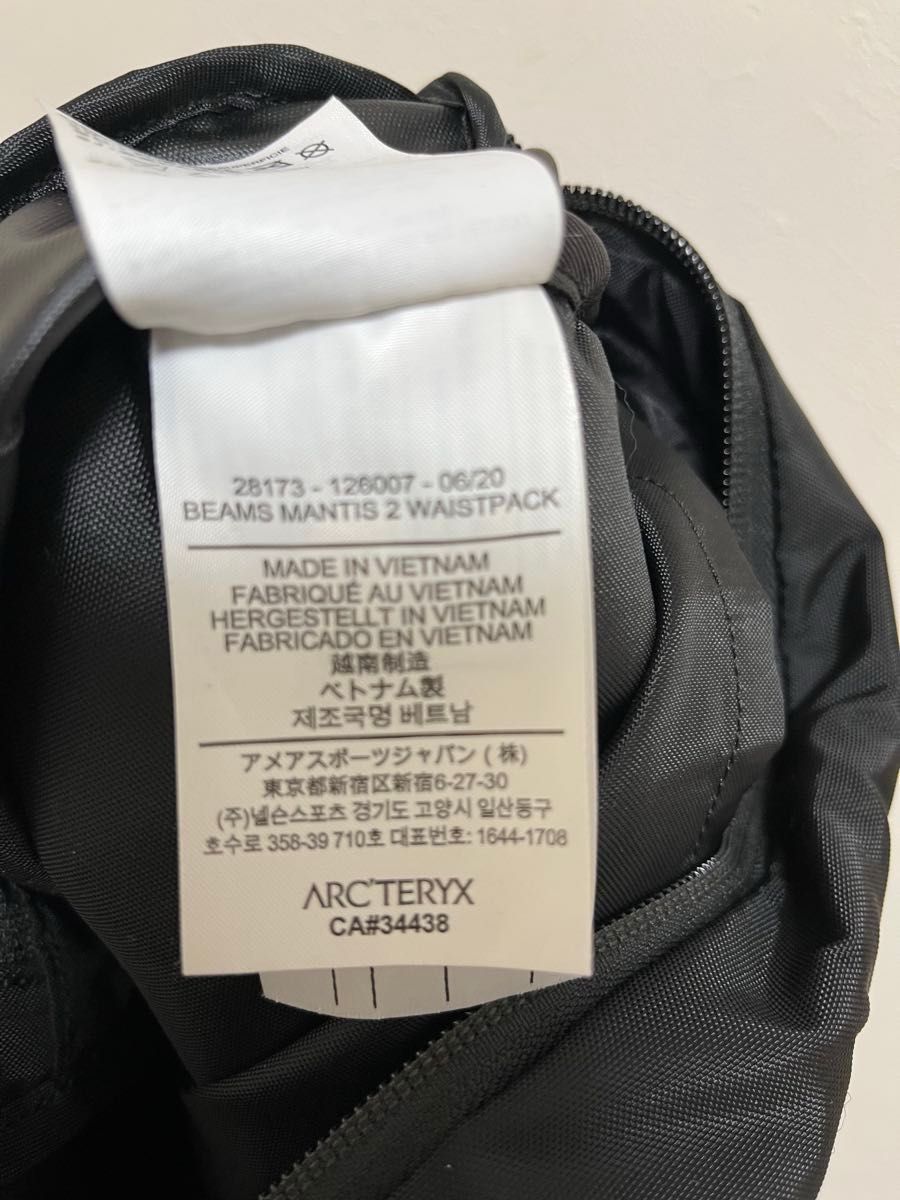 28173 - 126007 - 06/20
BEAMS MANTIS 2 WAISTPACK
MADE IN VIETNAM
FABRIQUÉ AU VIETNAM
HERGESTELLT IN VIETNAM
FABRICADO EN VIETNAM
越南制造
ベトナム製
제조국명 베트남
アメアスポーツジャパン (株)
東京都新宿区新宿6-27-30
(주)넬슨스포츠 경기도 고양시 일산동구
호수로 358-39 710호 대표번호: 1644-1708
ARC'TERYX
CA#34438